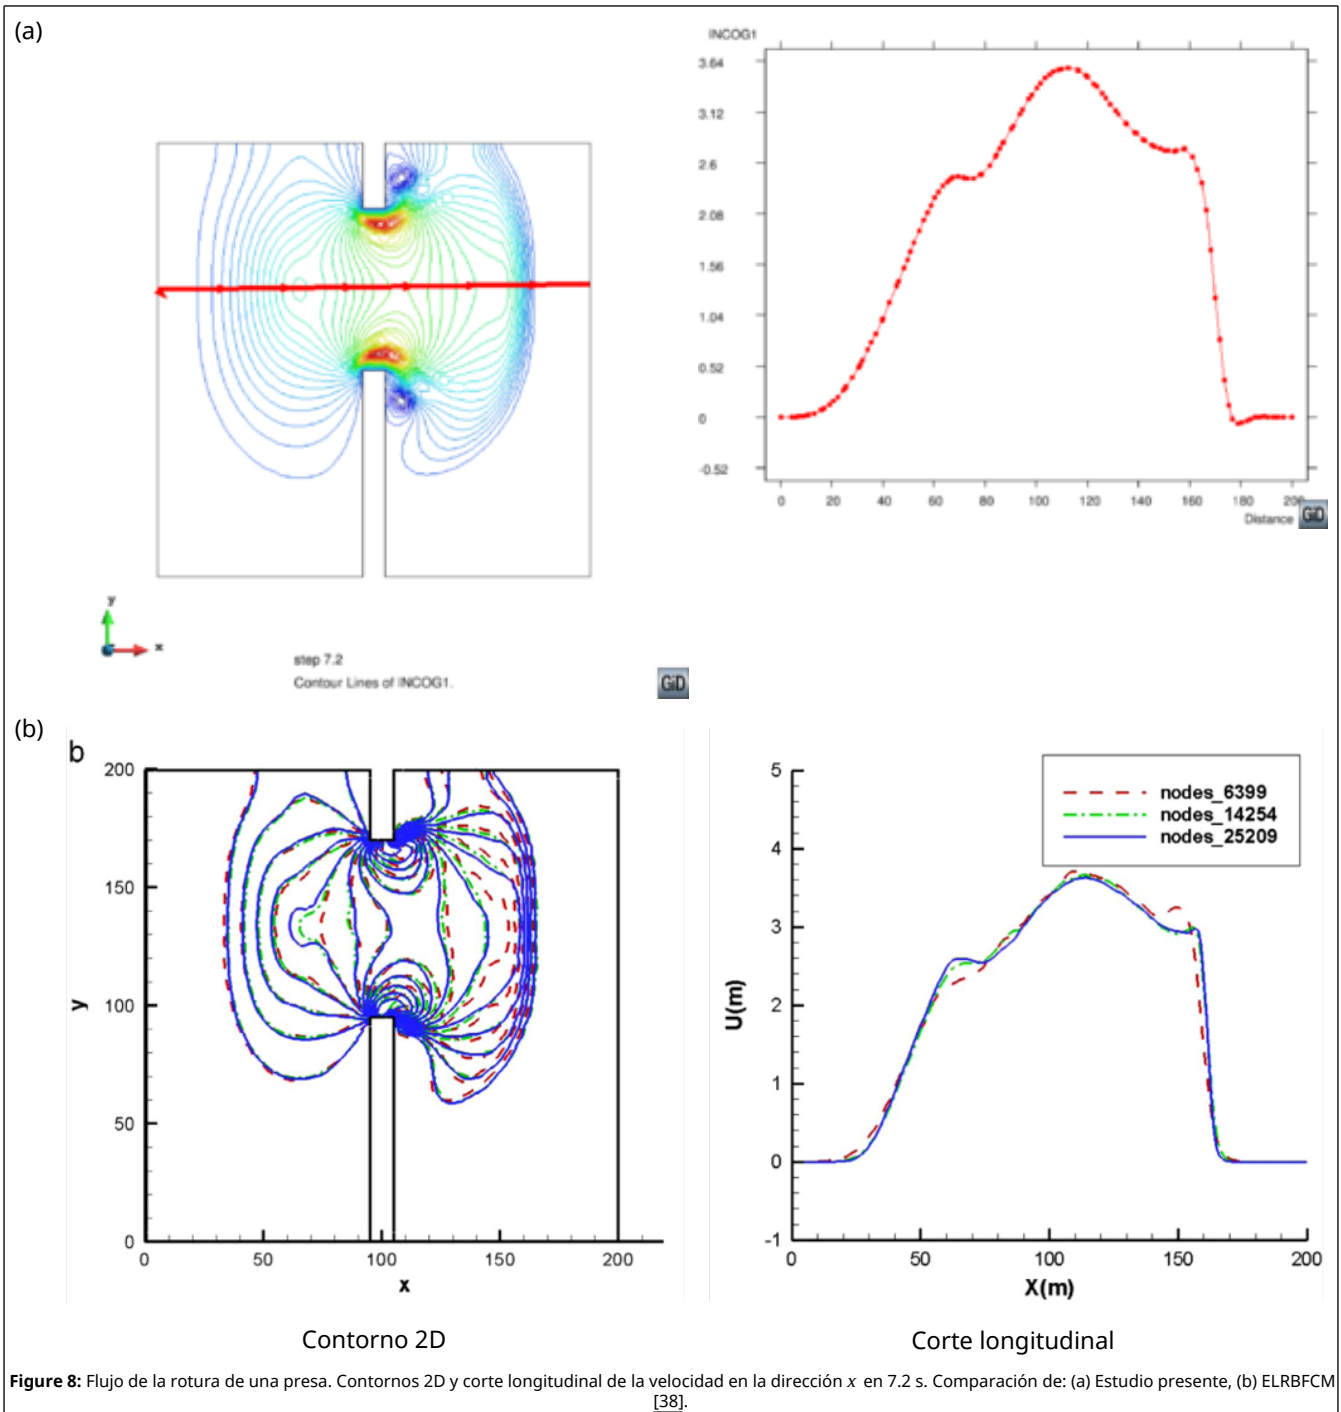 (a)
INCOG1
3.64
3.12
2.6
2.08
1.56
1.04
0.52
0
-0.52
0 20 40 60 80 100 120 140 160 180 200
Distance
GiD
y
x
step 7.2
Contour Lines of INCOG1.
GiD
(b)
b
200
150
100
50
0
y
0 50 100 150 200
x
5
4
3
2
1
0
-1
U(m)
nodes_6399
nodes_14254
nodes_25209
0 50 100 150 200
X(m)
Contorno 2D
Corte longitudinal
Figure 8: Flujo de la rotura de una presa. Contornos 2D y corte longitudinal de la velocidad en la dirección x en 7.2 s. Comparación de: (a) Estudio presente, (b) ELRBFCM
[38].